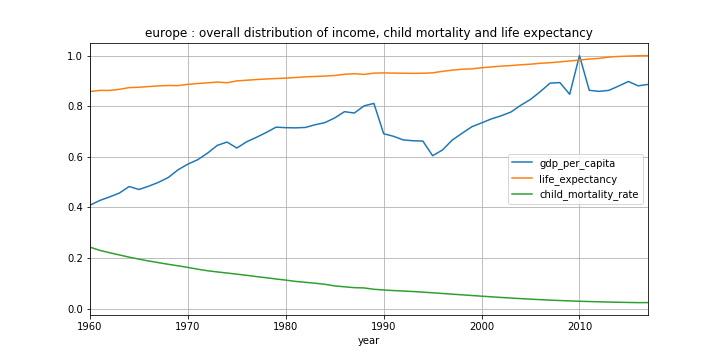 europe : overall distribution of income, child mortality and life expectancy
1.0
0.8
0.6
0.4
0.2
0.0
gdp_per_capita
life_expectancy
child_mortality_rate
1960 1970 1980 1990 2000 2010
year